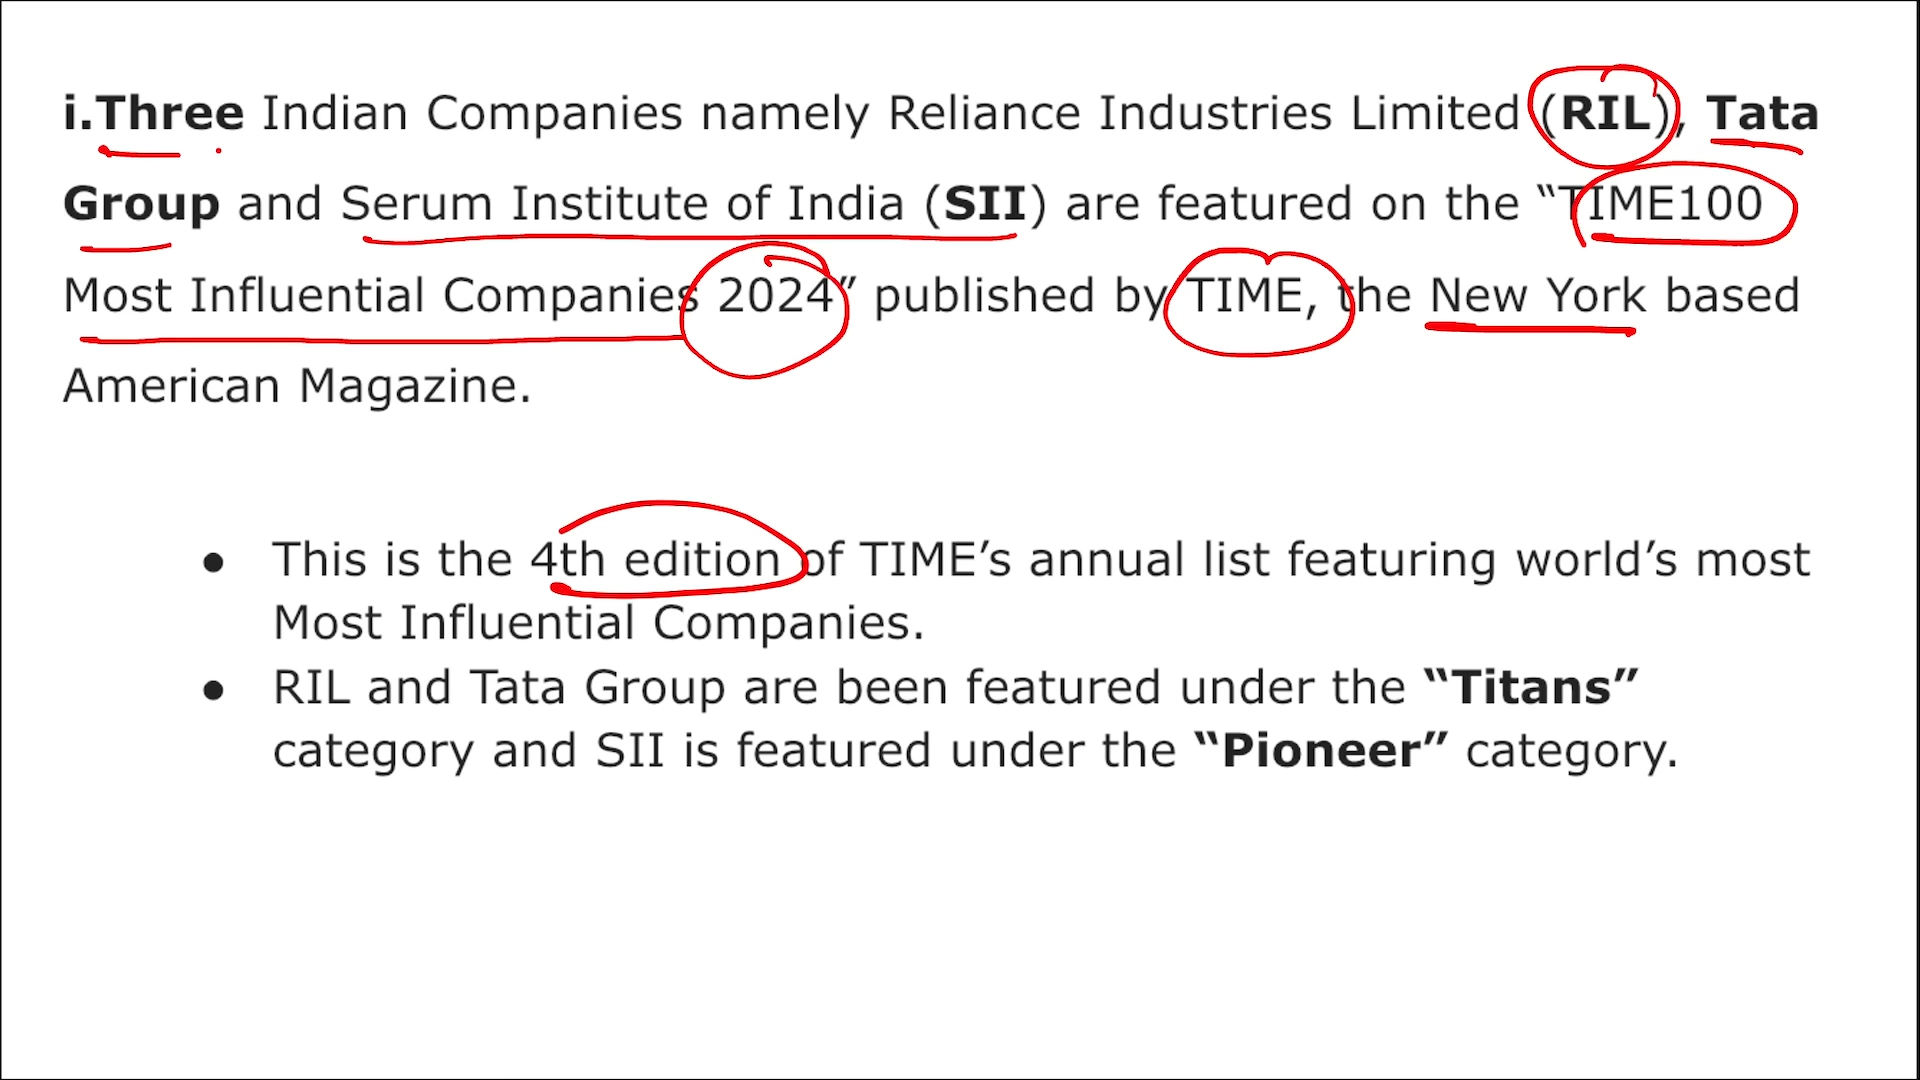 i.Three Indian Companies namely Reliance Industries Limited (RIL), Tata
Group and Serum Institute of India (SII) are featured on the “TIME100
Most Influential Companies 2024” published by TIME, the New York based
American Magazine.
● This is the 4th edition of TIME’s annual list featuring world’s most
Most Influential Companies.
● RIL and Tata Group are been featured under the “Titans”
category and SII is featured under the “Pioneer” category.